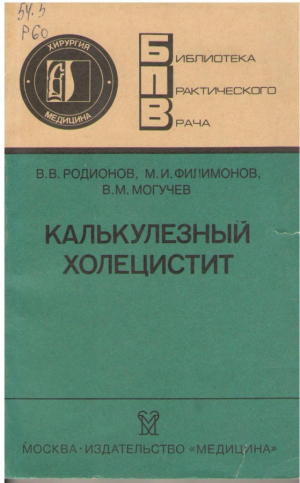 54.5
Р60
ХИРУРГИЯ
МЕДИЦИНА
БИБЛИОТЕКА
ПРАКТИЧЕСКОГО
ВРАЧА
В.В. РОДИОНОВ, М.И.ФИЛИМОНОВ,
В.М. МОГУЧЕВ
КАЛЬКУЛЕЗНЫЙ
ХОЛЕЦИСТИТ
МОСКВА·ИЗДАТЕЛЬСТВО «МЕДИЦИНА»